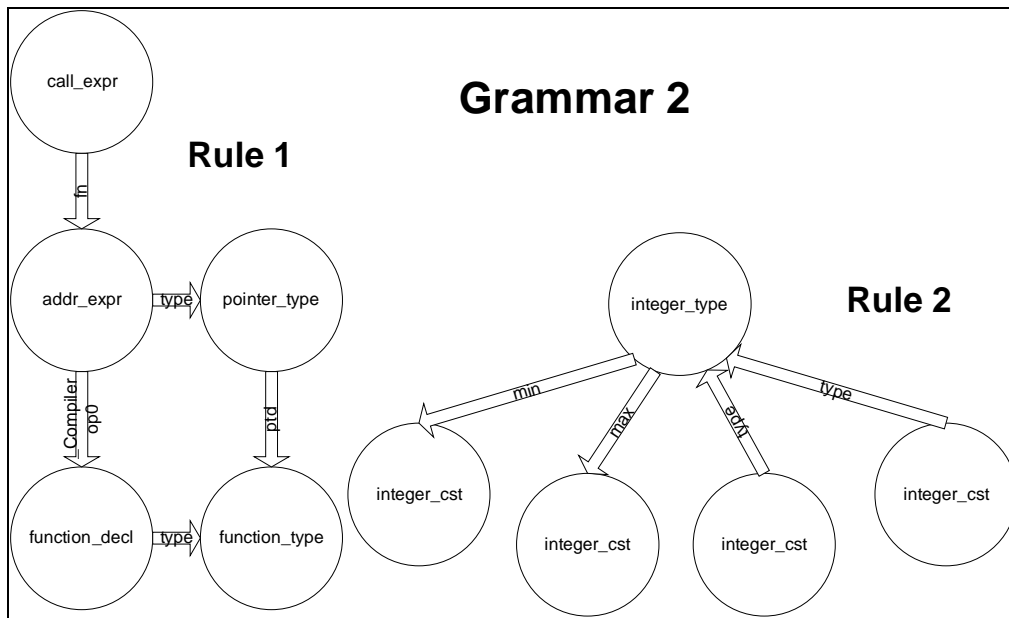 call_expr
Grammar 2
Rule 1
fn
addr_expr
type
pointer_type
integer_type
Rule 2
_Compiler
op0
ptd
min
max
type
type
function_decl
type
function_type
integer_cst
integer_cst
integer_cst
integer_cst